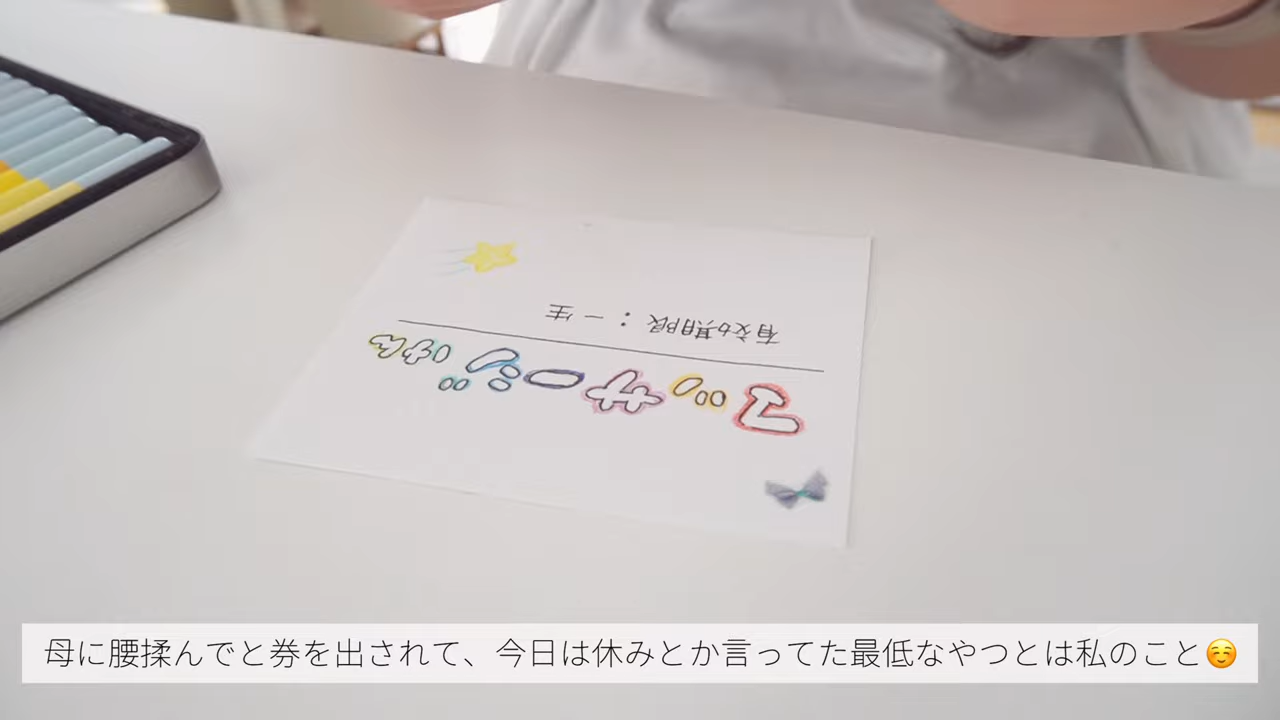 マッサージけん
有効期限：一生
母に腰揉んでと券を出されて、今日は休みとか言ってた最低なやつとは私のこと☺️